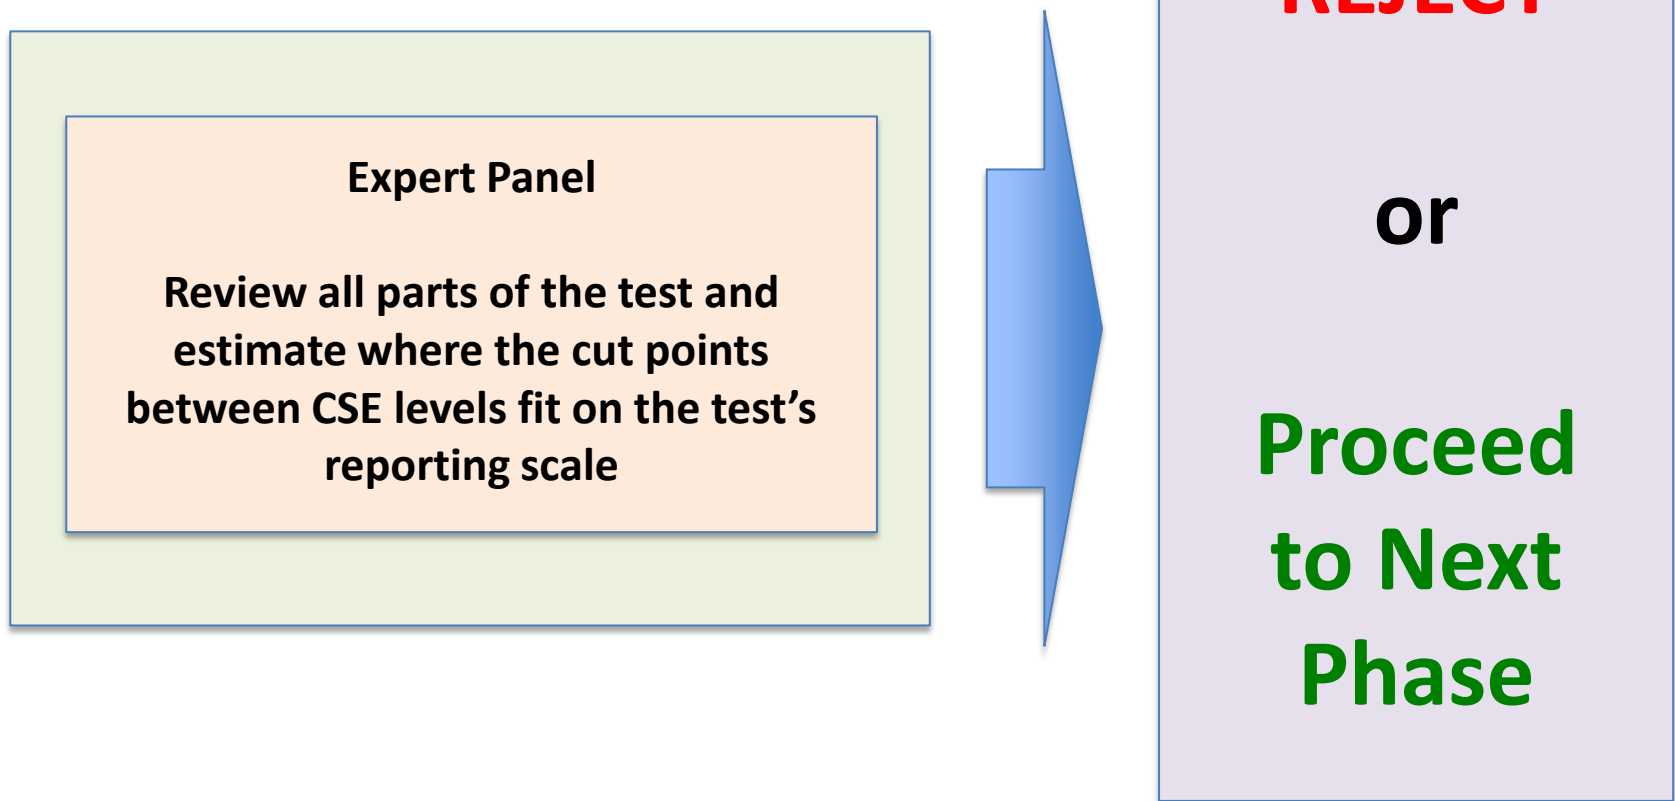 Expert Panel
Review all parts of the test and
estimate where the cut points
between CSE levels fit on the test’s
reporting scale
REJECT
or
Proceed
to Next
Phase